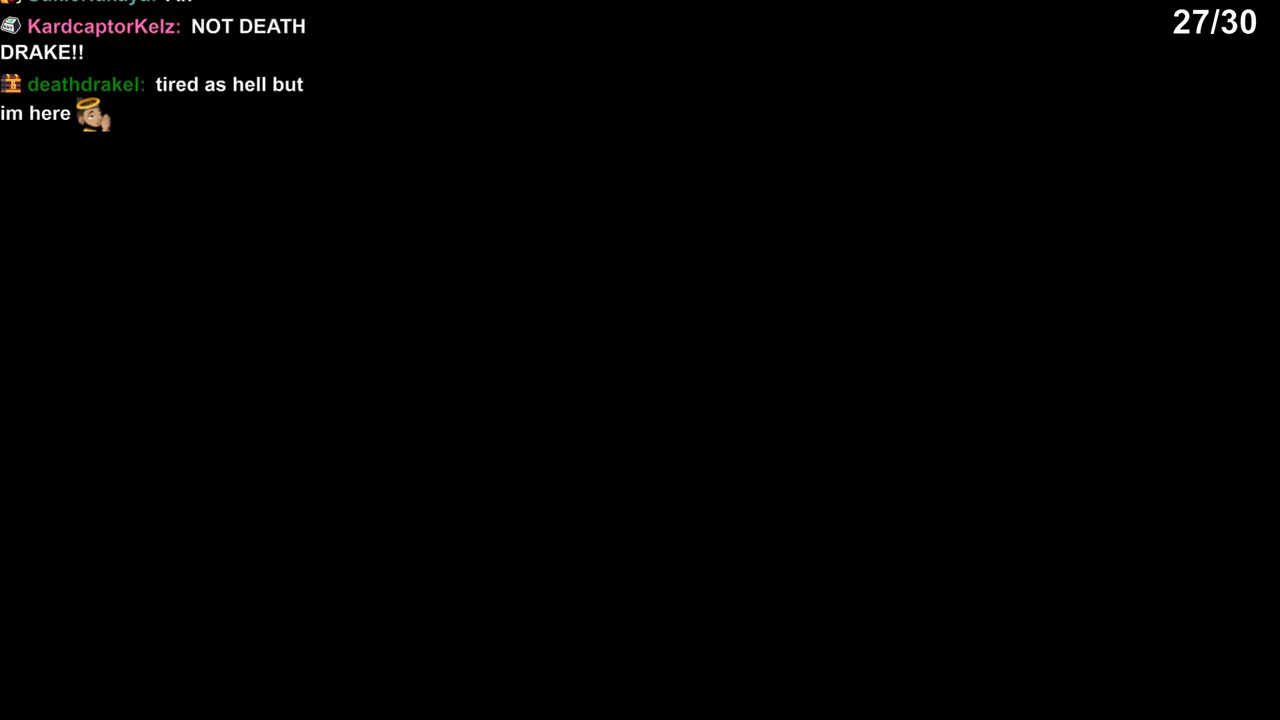 KardcaptorKelz: NOT DEATH
DRAKE!!
deathdrakel: tired as hell but
im here
27/30